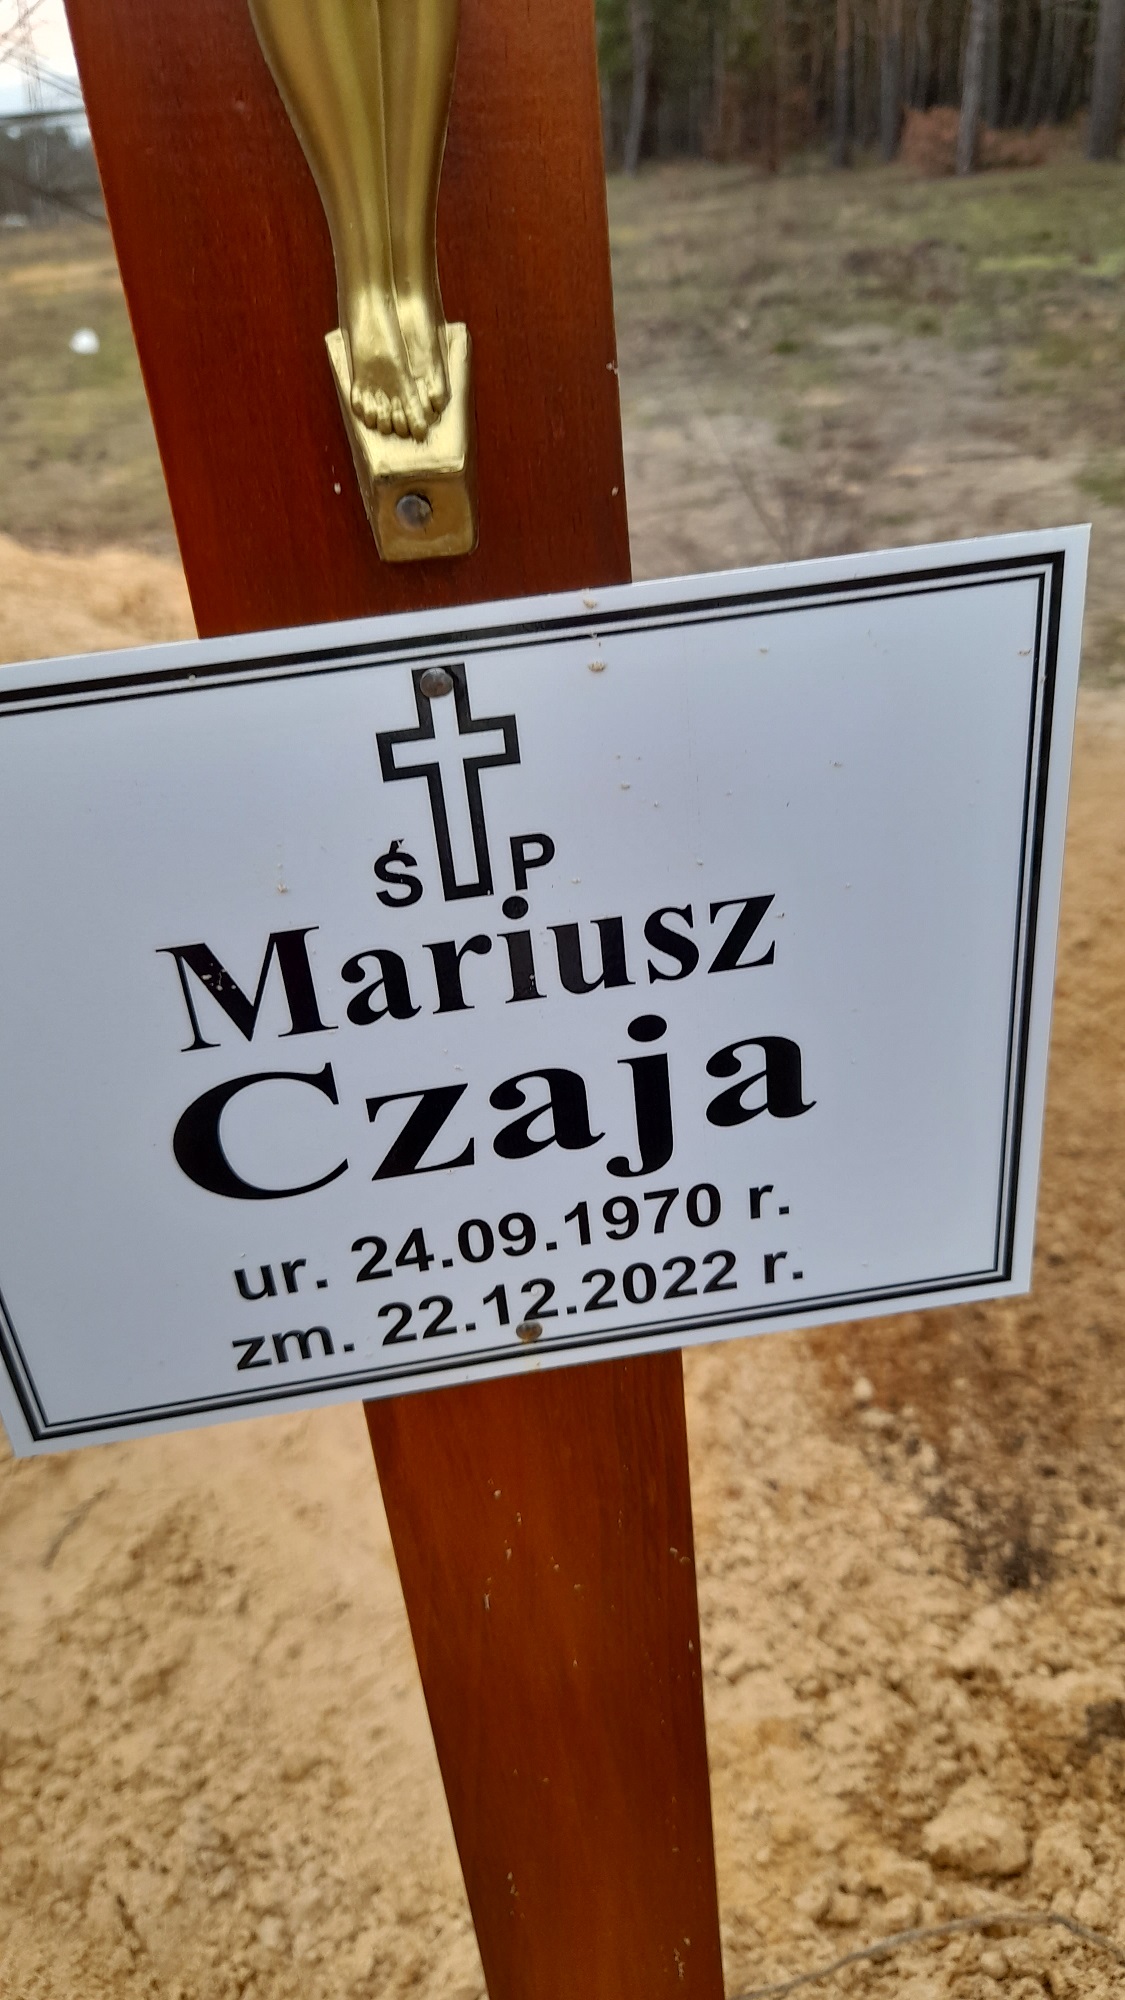 Ś P
Mariusz
Czaja
ur. 24.09.1970 r.
zm. 22.12.2022 r.